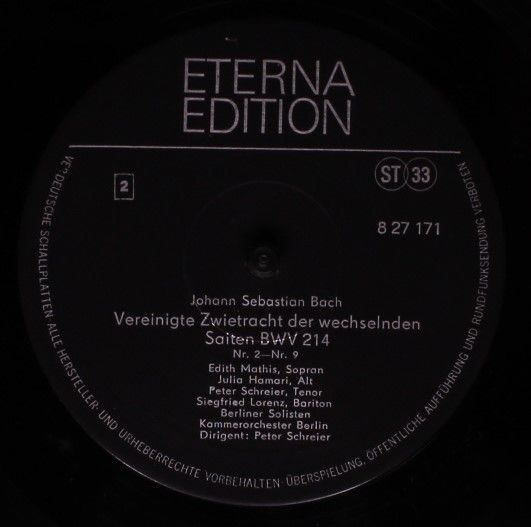 ETERNA
EDITION
2
ST 33
8 27 171
Johann Sebastian Bach
Vereinigte Zwietracht der wechselnden
Saiten BWV 214
Nr. 2—Nr. 9
Edith Mathis, Sopran
Julia Hamari, Alt
Peter Schreier, Tenor
Siegfried Lorenz, Bariton
Berliner Solisten
Kammerorchester Berlin
Dirigent: Peter Schreier
DEUTSCHE SCHALLPLATTEN ALLE HERSTELLER- UND URHEBERRECHTE VORBEHALTEN · ÜBERSPIELUNG, ÖFFENTLICHE AUFFÜHRUNG UND RUNDFUNKSENDUNG VERBOTEN